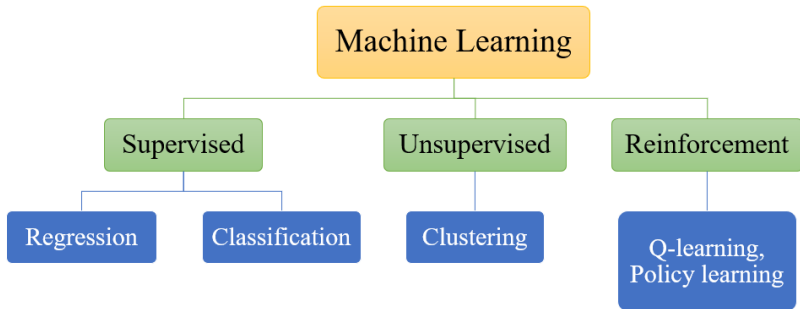 Machine Learning
Supervised
Unsupervised
Reinforcement
Regression
Classification
Clustering
Q-learning,
Policy learning